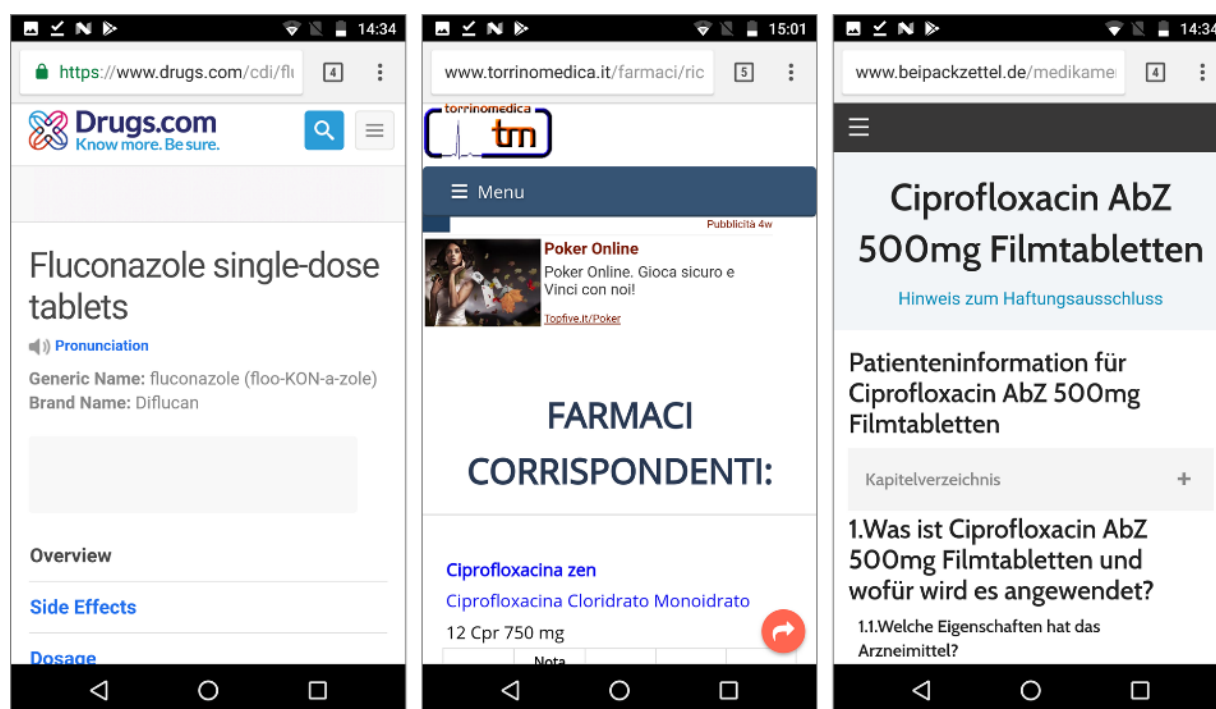 14:34
https://www.drugs.com/cdi/flu
4
Drugs.com
Know more. Be sure.
Fluconazole single-dose
tablets
Pronunciation
Generic Name: fluconazole (floo-KON-a-zole)
Brand Name: Diflucan
Overview
Side Effects
Dosage
15:01
www.torrinomedica.it/farmaci/ric
5
torrinomedica
tm
Menu
Pubblicità 4w
Poker Online
Poker Online. Gioca sicuro e
Vinci con noi!
Topfive.it/Poker
FARMACI
CORRISPONDENTI:
Ciprofloxacina zen
Ciprofloxacina Cloridrato Monoidrato
12 Cpr 750 mg
Nota
14:34
www.beipackzettel.de/medikame
4
Ciprofloxacin AbZ
500mg Filmtabletten
Hinweis zum Haftungsausschluss
Patienteninformation für
Ciprofloxacin AbZ 500mg
Filmtabletten
Kapitelverzeichnis +
1.Was ist Ciprofloxacin AbZ
500mg Filmtabletten und
wofür wird es angewendet?
1.1.Welche Eigenschaften hat das
Arzneimittel?